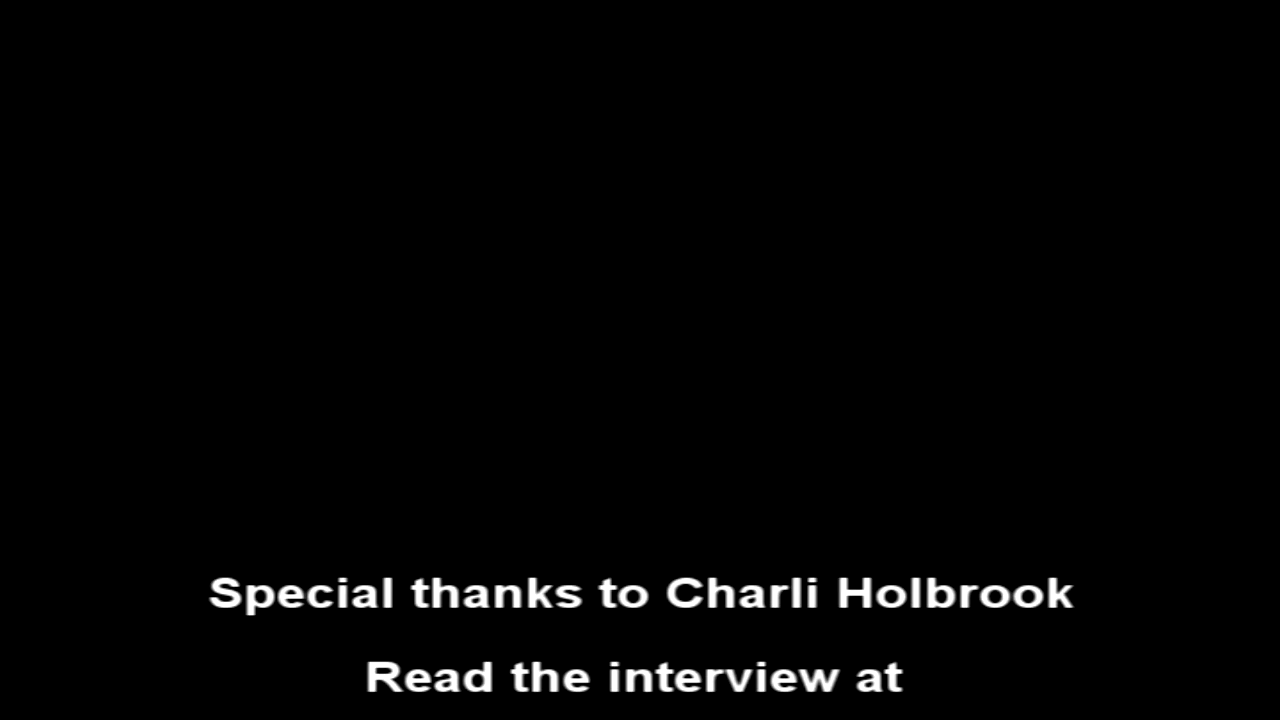 Special thanks to Charli Holbrook
Read the interview at